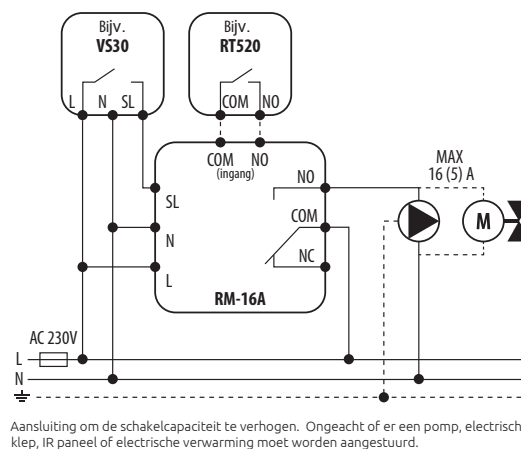 Bijv.
VS30
Bijv.
RT520
L N SL
COM NO
COM NO
(ingang)
MAX
16 (5) A
NO
SL
COM
M
N
NC
L
RM-16A
AC 230V
L
N
Aansluiting om de schakelcapaciteit te verhogen. Ongeacht of er een pomp, electrisch
klep, IR paneel of electrische verwarming moet worden aangestuurd.